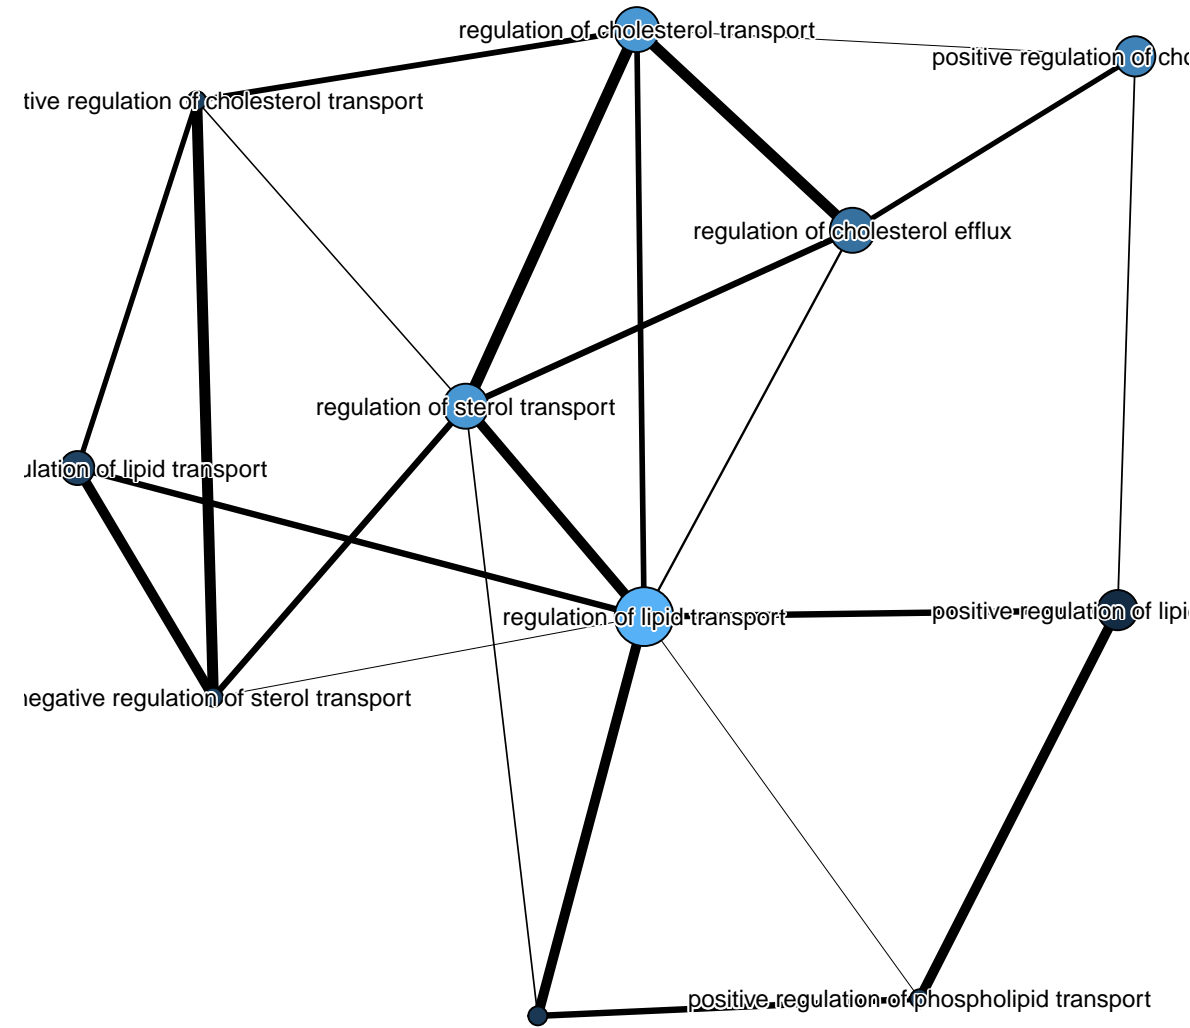 regulation of cholesterol transport
positive regulation of cho
tive regulation of cholesterol transport
regulation of cholesterol efflux
regulation of sterol transport
ulation of lipid transport
regulation of lipid transport
positive regulation of lipi
negative regulation of sterol transport
positive regulation of phospholipid transport